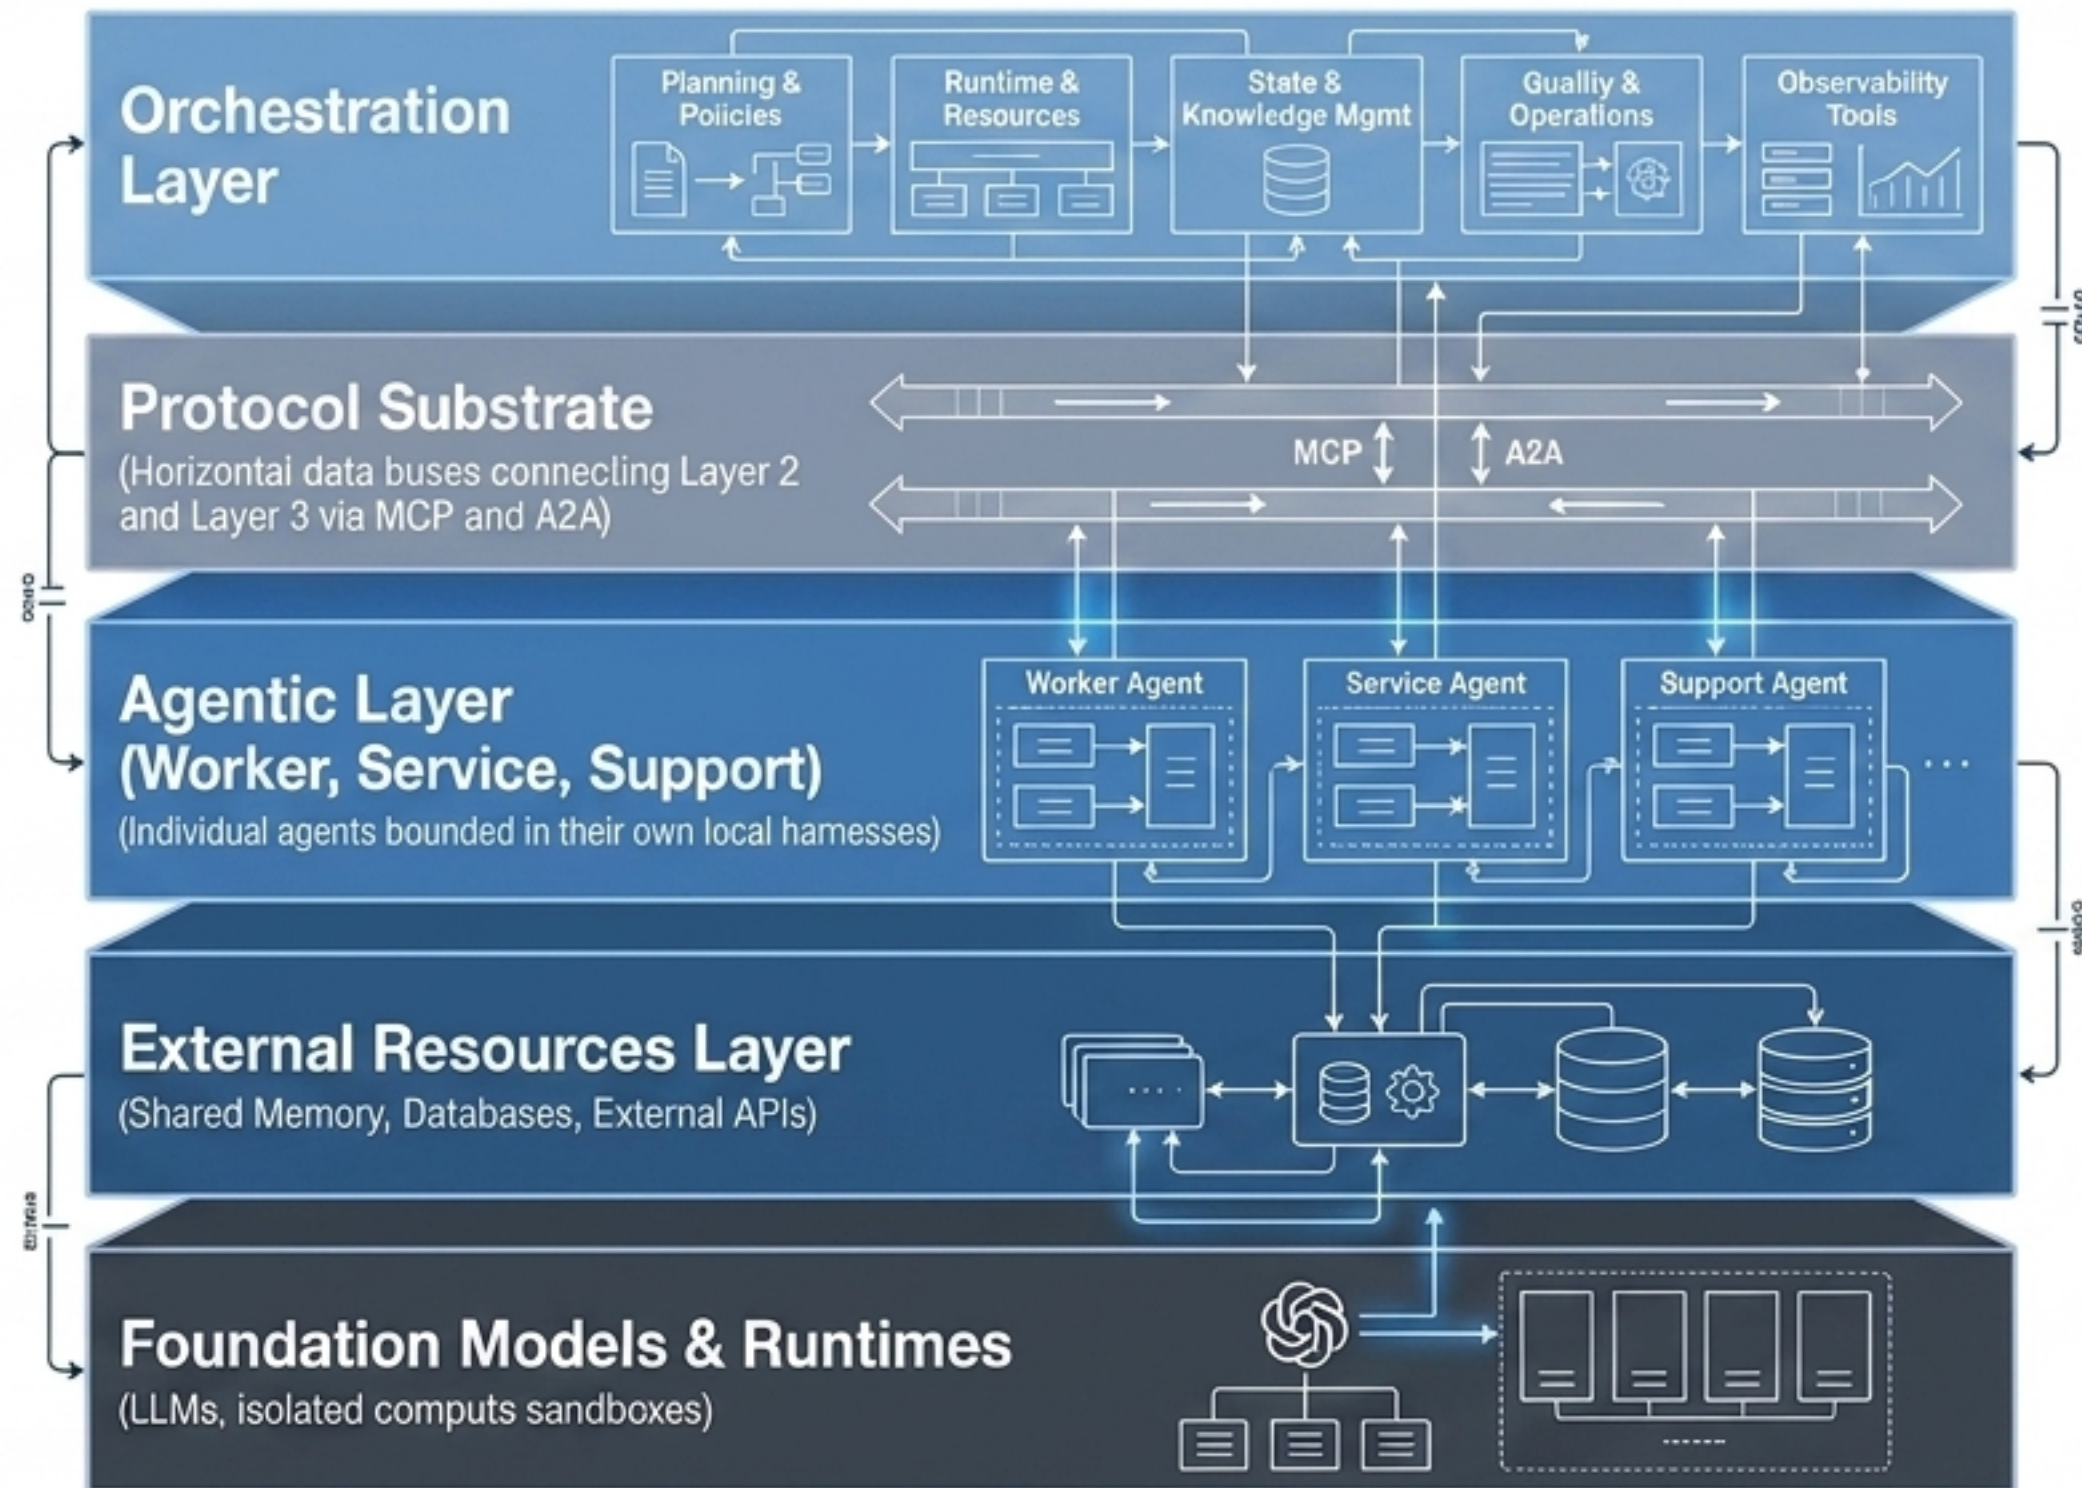 Orchestration
Layer
Planning &
Poiicies
Runtime &
Resources
State &
Knowledge Mgmt
Gualliy &
Operations
Observability
Tools
Protocol Substrate
(Horizontai data buses connecting Layer 2
and Layer 3 via MCP and A2A)
MCP
A2A
Agentic Layer
(Worker, Service, Support)
(Individual agents bounded in their own local hamesses)
Worker Agent
Service Agent
Support Agent
External Resources Layer
(Shared Memory, Databases, External APIs)
Foundation Models & Runtimes
(LLMs, isolated computs sandboxes)